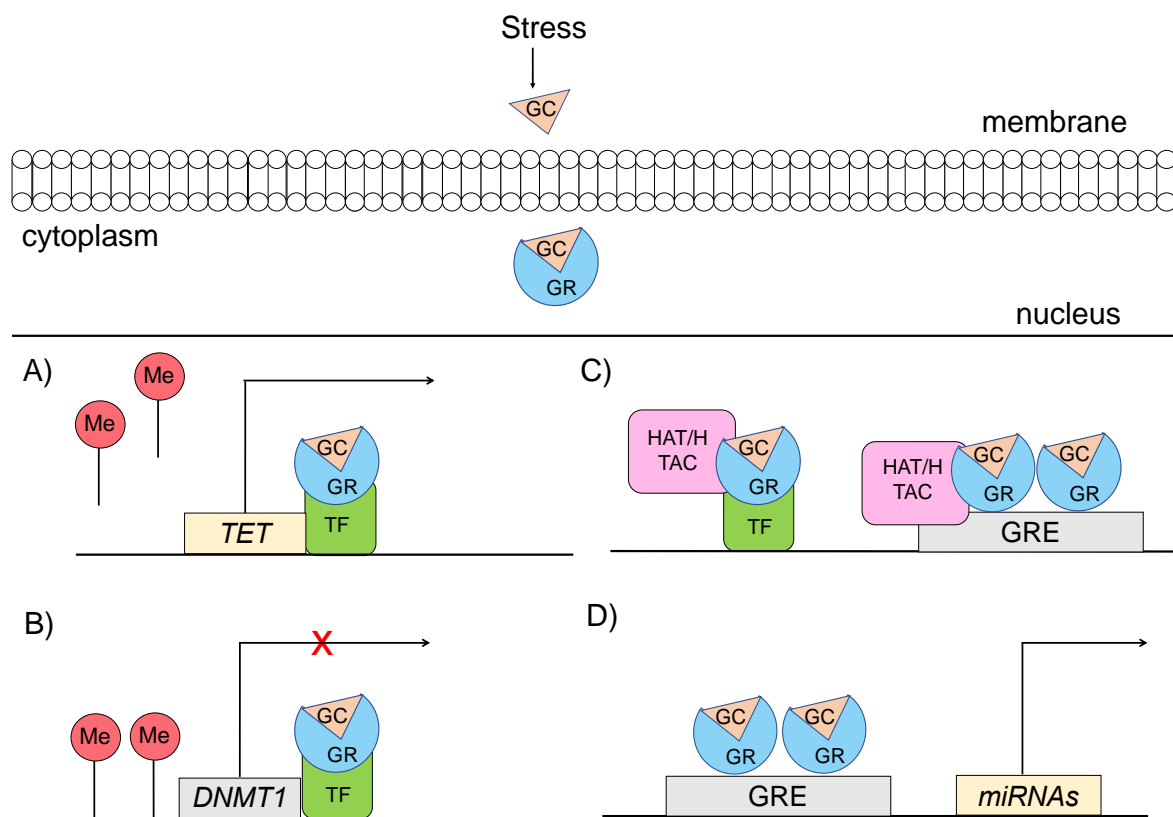 Stress
GC
membrane
cytoplasm
GC
GR
nucleus
A)
Me
Me
GC
GR
TET
TF
C)
HAT/H
TAC
GC
GR
TF
HAT/H
TAC
GC
GR
GC
GR
GRE
B)
X
Me
Me
GC
GR
DNMT1
TF
D)
GC
GR
GC
GR
GRE
miRNAs